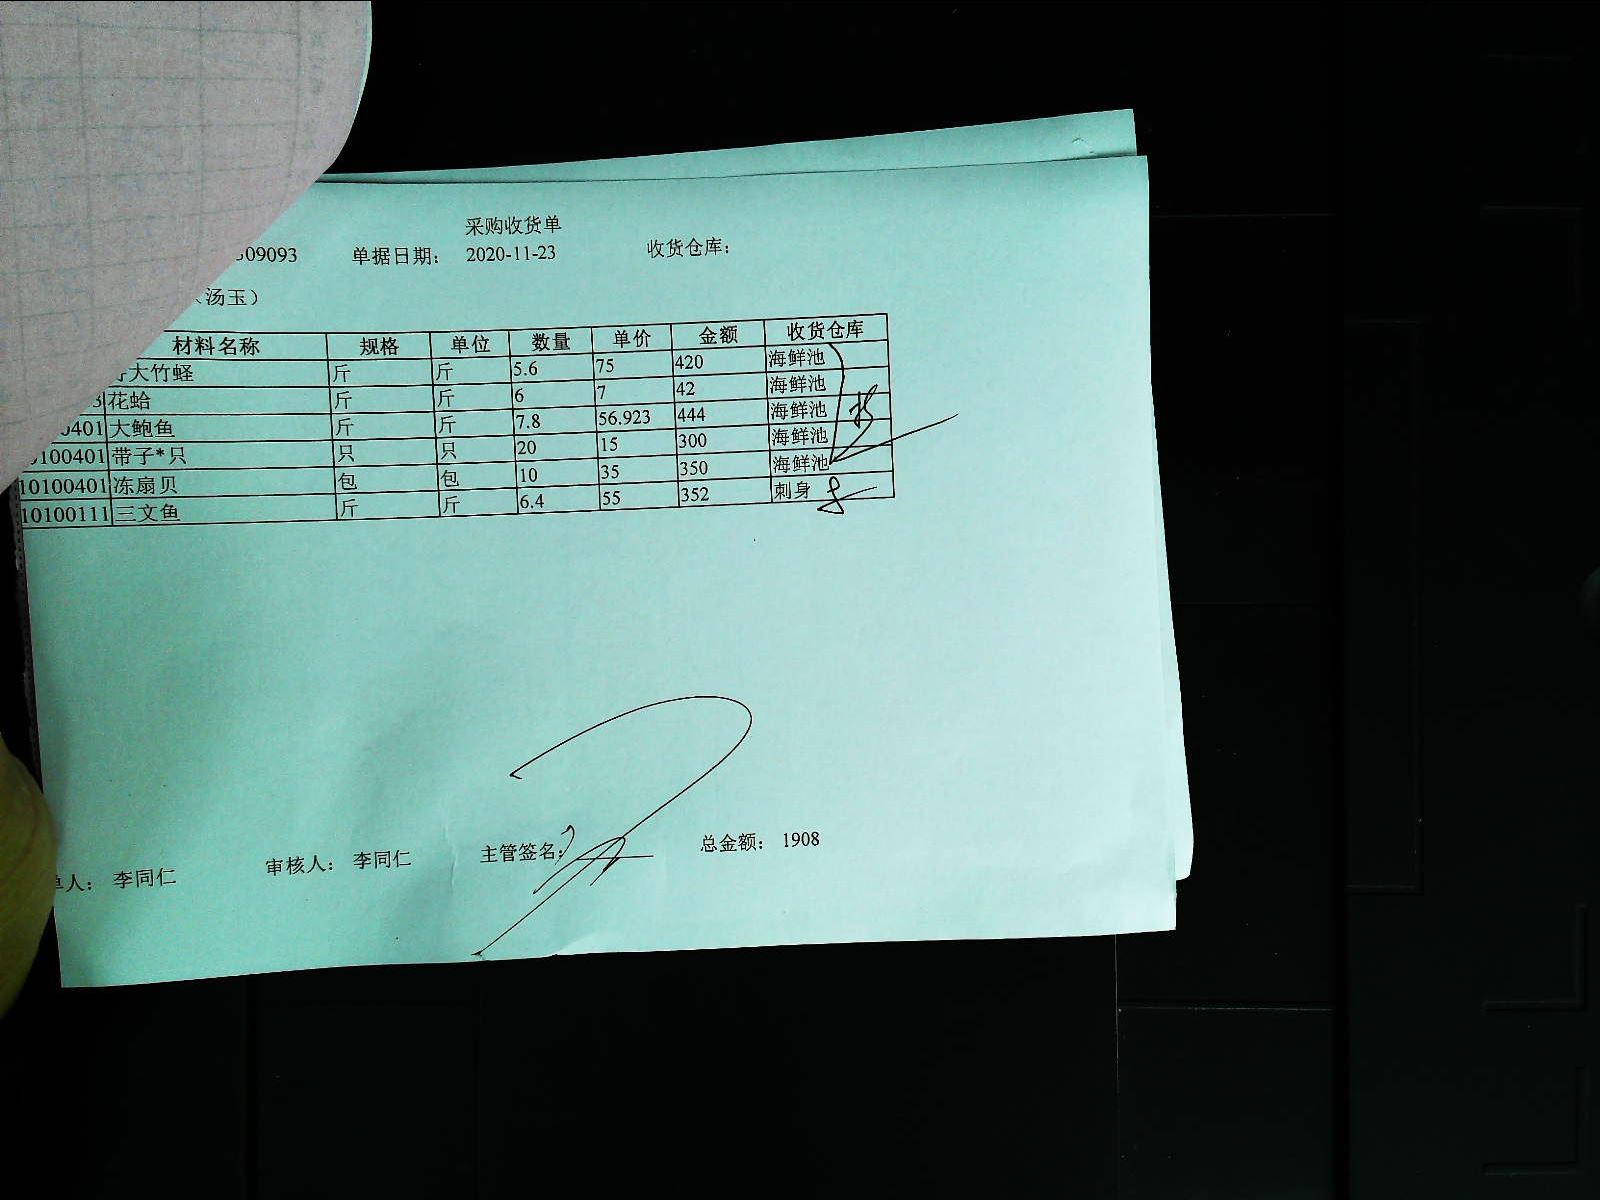 采购收货单
09093 单据日期： 2020-11-23 收货仓库：
（汤玉）
材料名称 规格 单位 数量 单价 金额 收货仓库
大竹蛏 斤 斤 5.6 75 420 海鲜池
3 花蛤 斤 斤 6 7 42 海鲜池
0401 大鲍鱼 斤 斤 7.8 56.923 444 海鲜池
0100401 带子*只 只 只 20 15 300 海鲜池
10100401 冻扇贝 包 包 10 35 350 海鲜池
10100111 三文鱼 斤 斤 6.4 55 352 刺身
单人： 李同仁 审核人： 李同仁 主管签名： 总金额： 1908